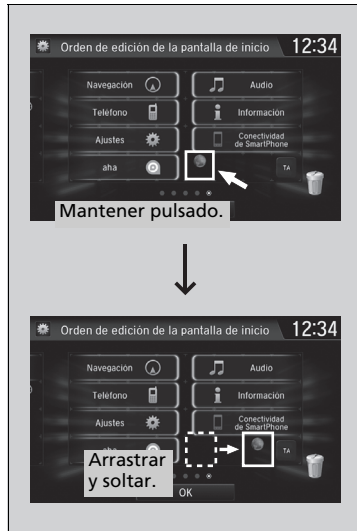 Orden de edición de la pantalla de inicio 12:34
Navegación
Audio
Teléfono
Información
Ajustes
Conectividad
de SmartPhone
aha
TA
Mantener pulsado.
Orden de edición de la pantalla de inicio 12:34
Navegación
Audio
Teléfono
Información
Ajustes
Conectividad
de SmartPhone
aha
TA
Arrastrar
y soltar.
OK